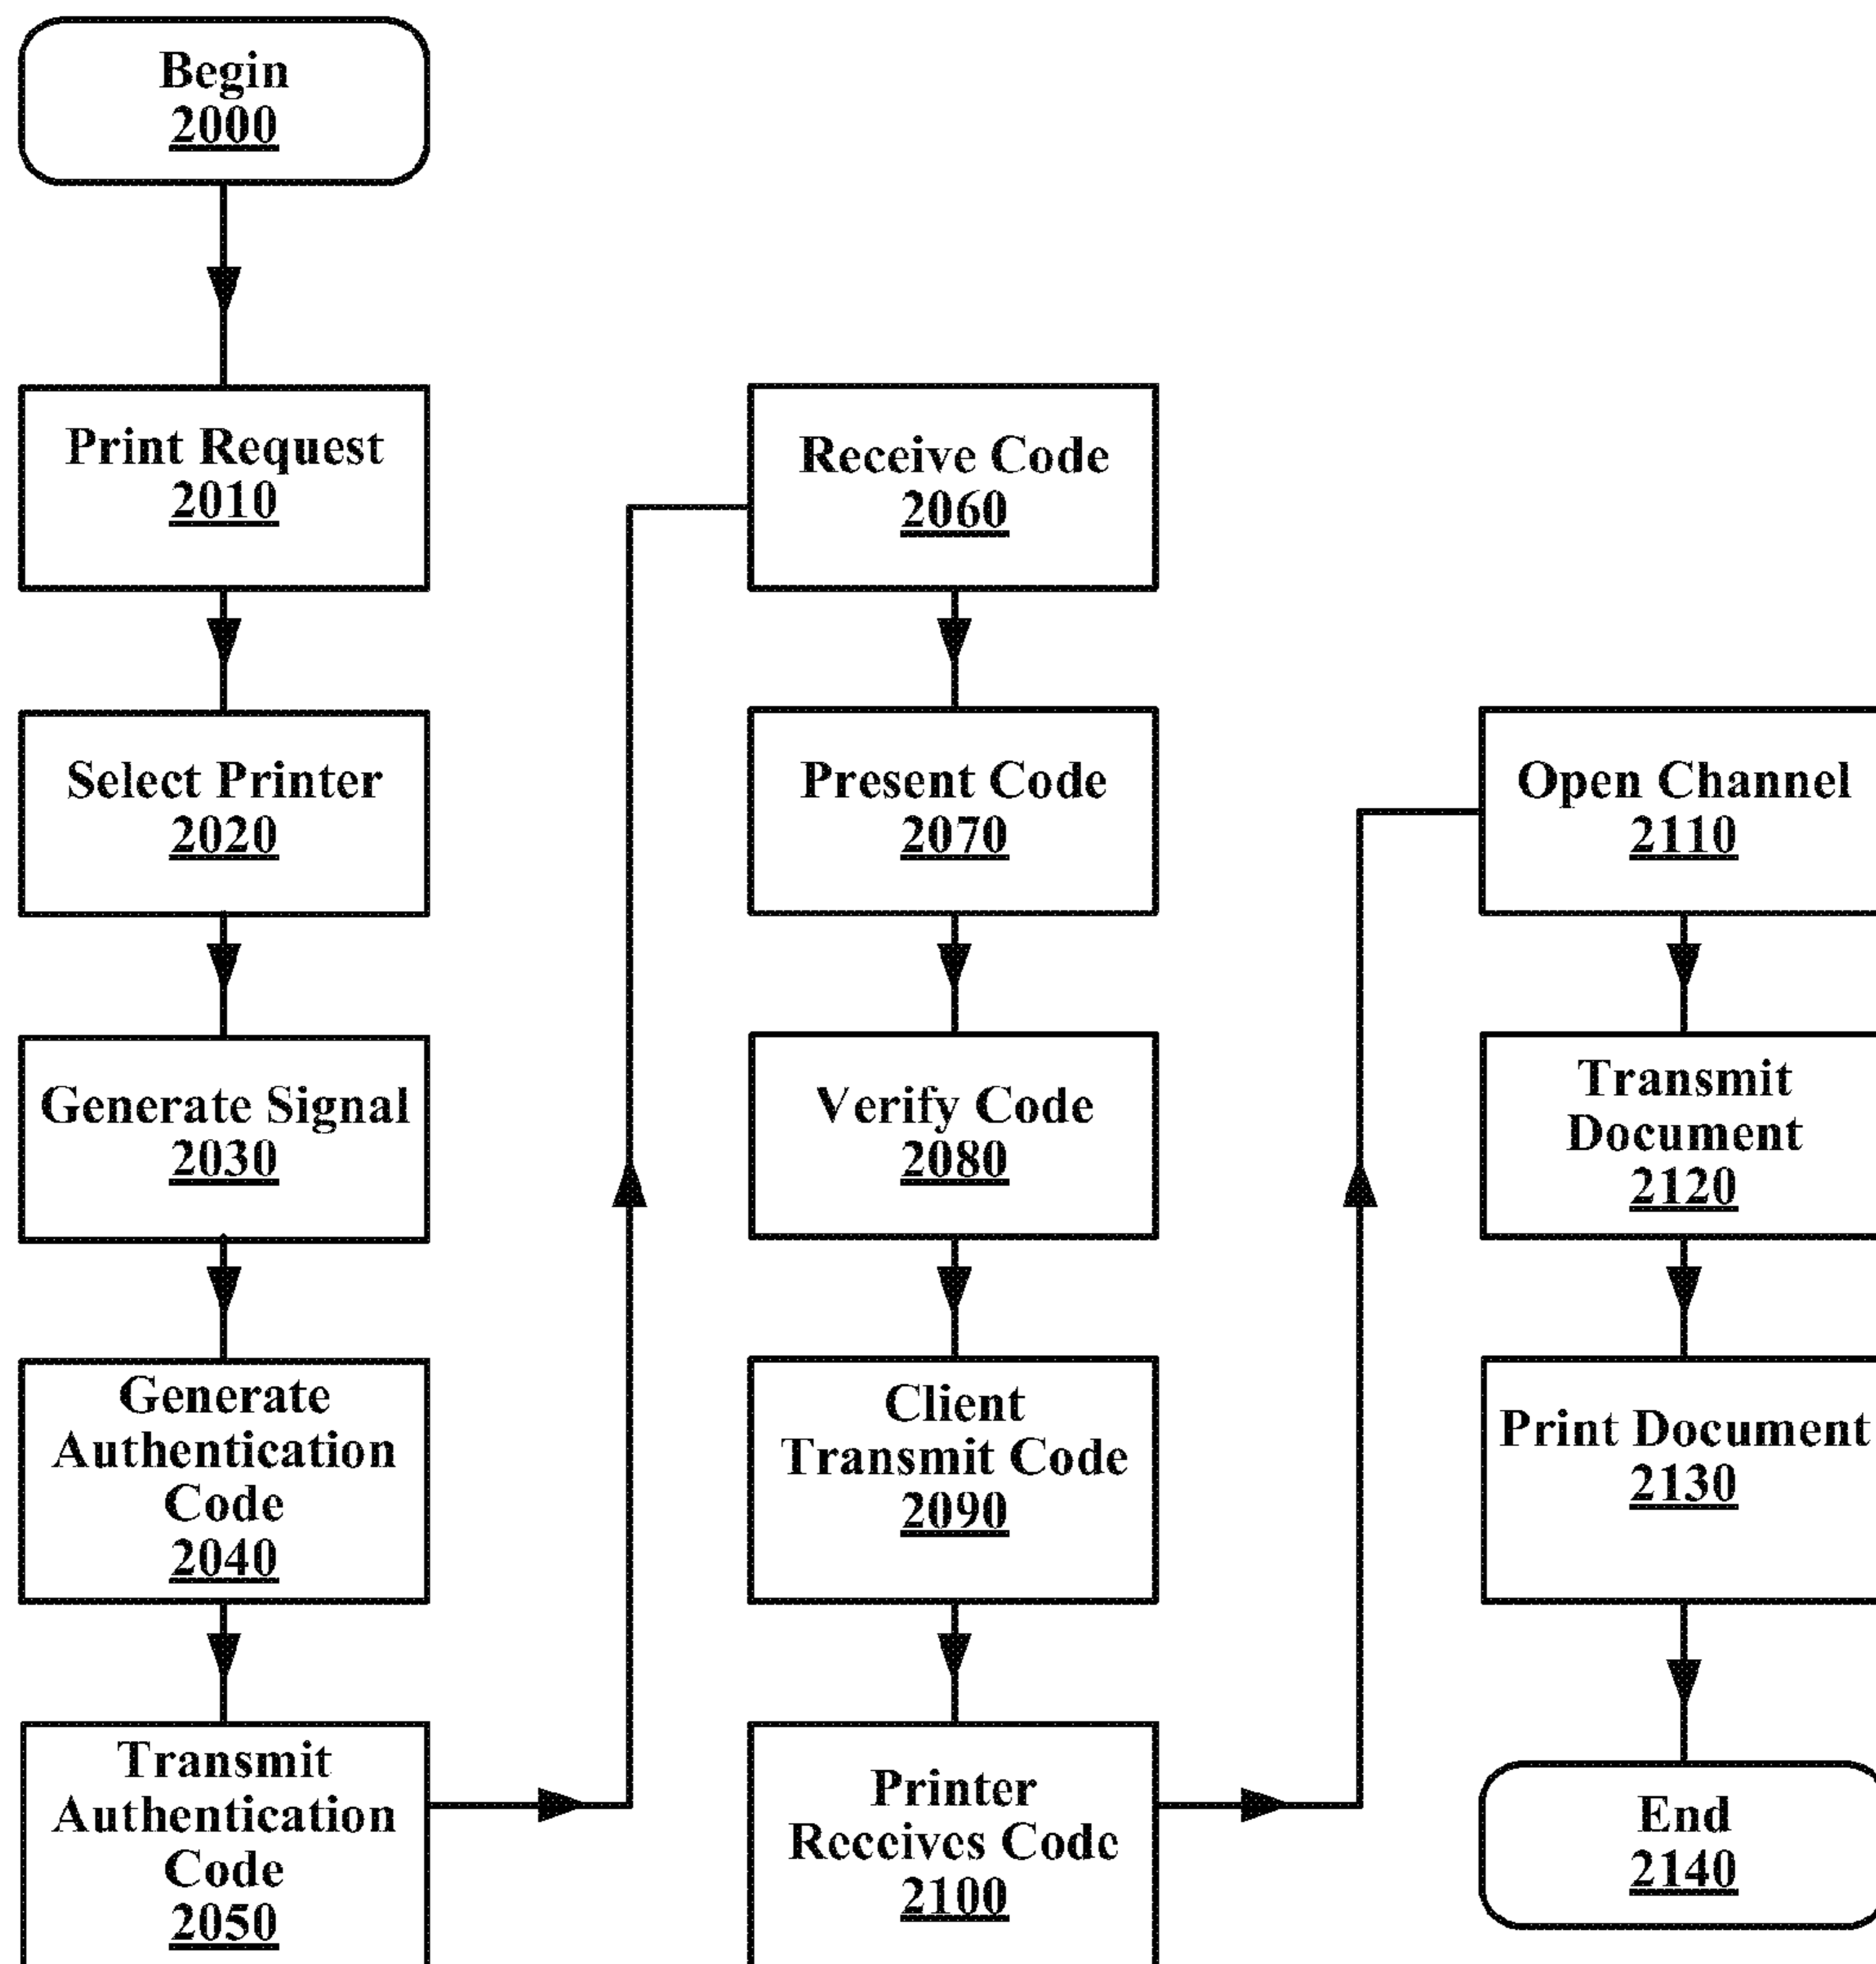 Begin
2000
Print Request
2010
Select Printer
2020
Generate Signal
2030
Generate
Authentication
Code
2040
Transmit
Authentication
Code
2050
Receive Code
2060
Present Code
2070
Verify Code
2080
Client
Transmit Code
2090
Printer
Receives Code
2100
Open Channel
2110
Transmit
Document
2120
Print Document
2130
End
2140